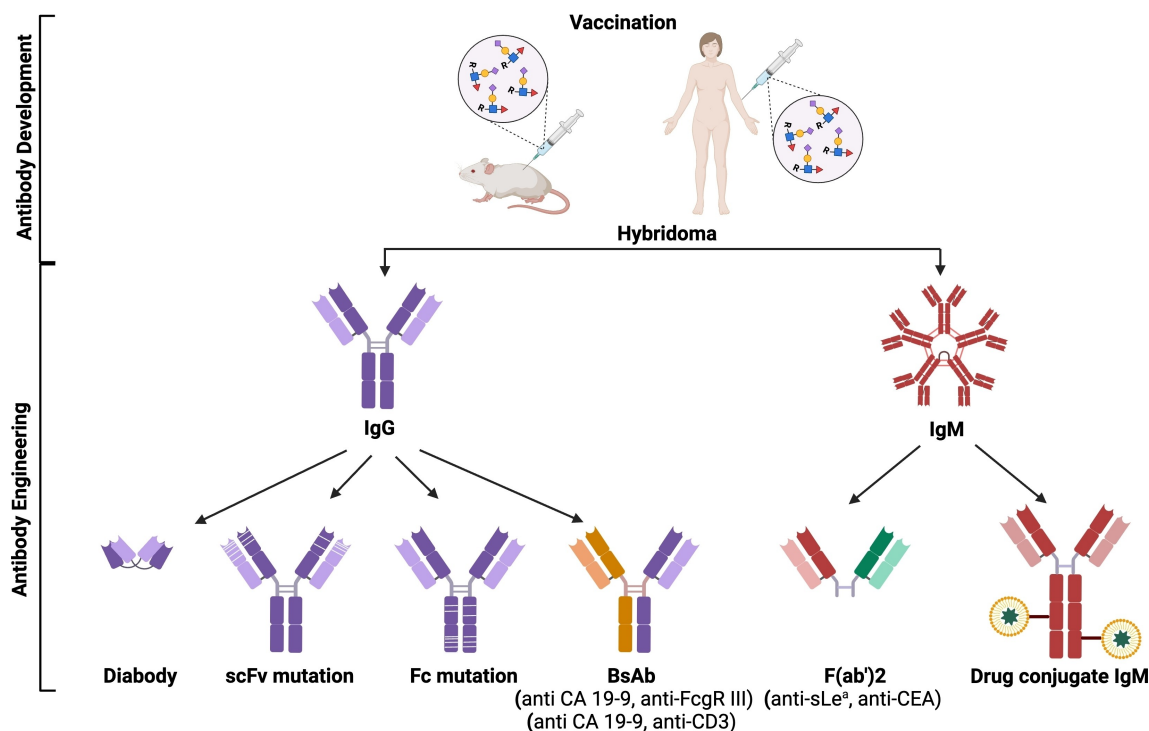 Vaccination
Antibody Development
R
R
R
R
R
R
R
R
Hybridoma
Antibody Engineering
IgG
IgM
Diabody
scFv mutation
Fc mutation
BsAb
(anti CA 19-9, anti-FcgR III)
(anti CA 19-9, anti-CD3)
F(ab')2
(anti-sLeᵃ, anti-CEA)
Drug conjugate IgM